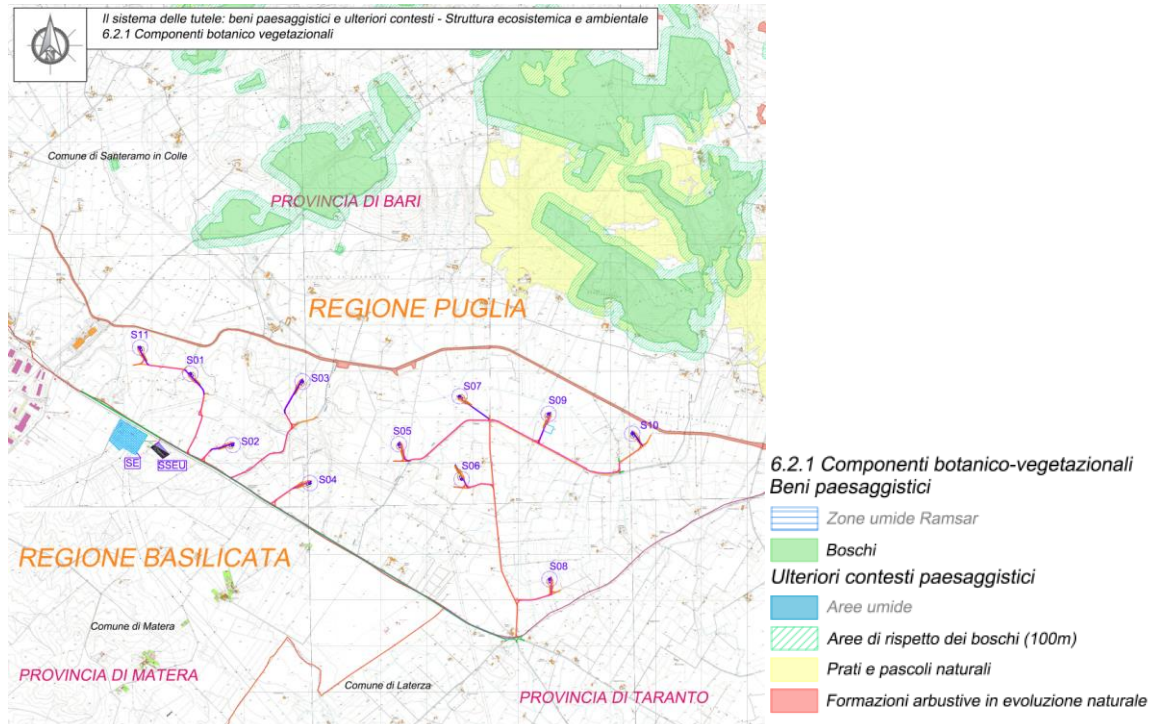 Il sistema delle tutele: beni paesaggistici e ulteriori contesti - Struttura ecosistemica e ambientale
6.2.1 Componenti botanico vegetazionali
Comune di Santeramo in Colle
PROVINCIA DI BARI
REGIONE PUGLIA
S11
S01
S03
S07
S09
S02
S05
S10
SE
SSEU
S06
S04
REGIONE BASILICATA
S08
Comune di Matera
PROVINCIA DI MATERA
Comune di Laterza
PROVINCIA DI TARANTO
6.2.1 Componenti botanico-vegetazionali
Beni paesaggistici
Zone umide Ramsar
Boschi
Ulteriori contesti paesaggistici
Aree umide
Aree di rispetto dei boschi (100m)
Prati e pascoli naturali
Formazioni arbustive in evoluzione naturale